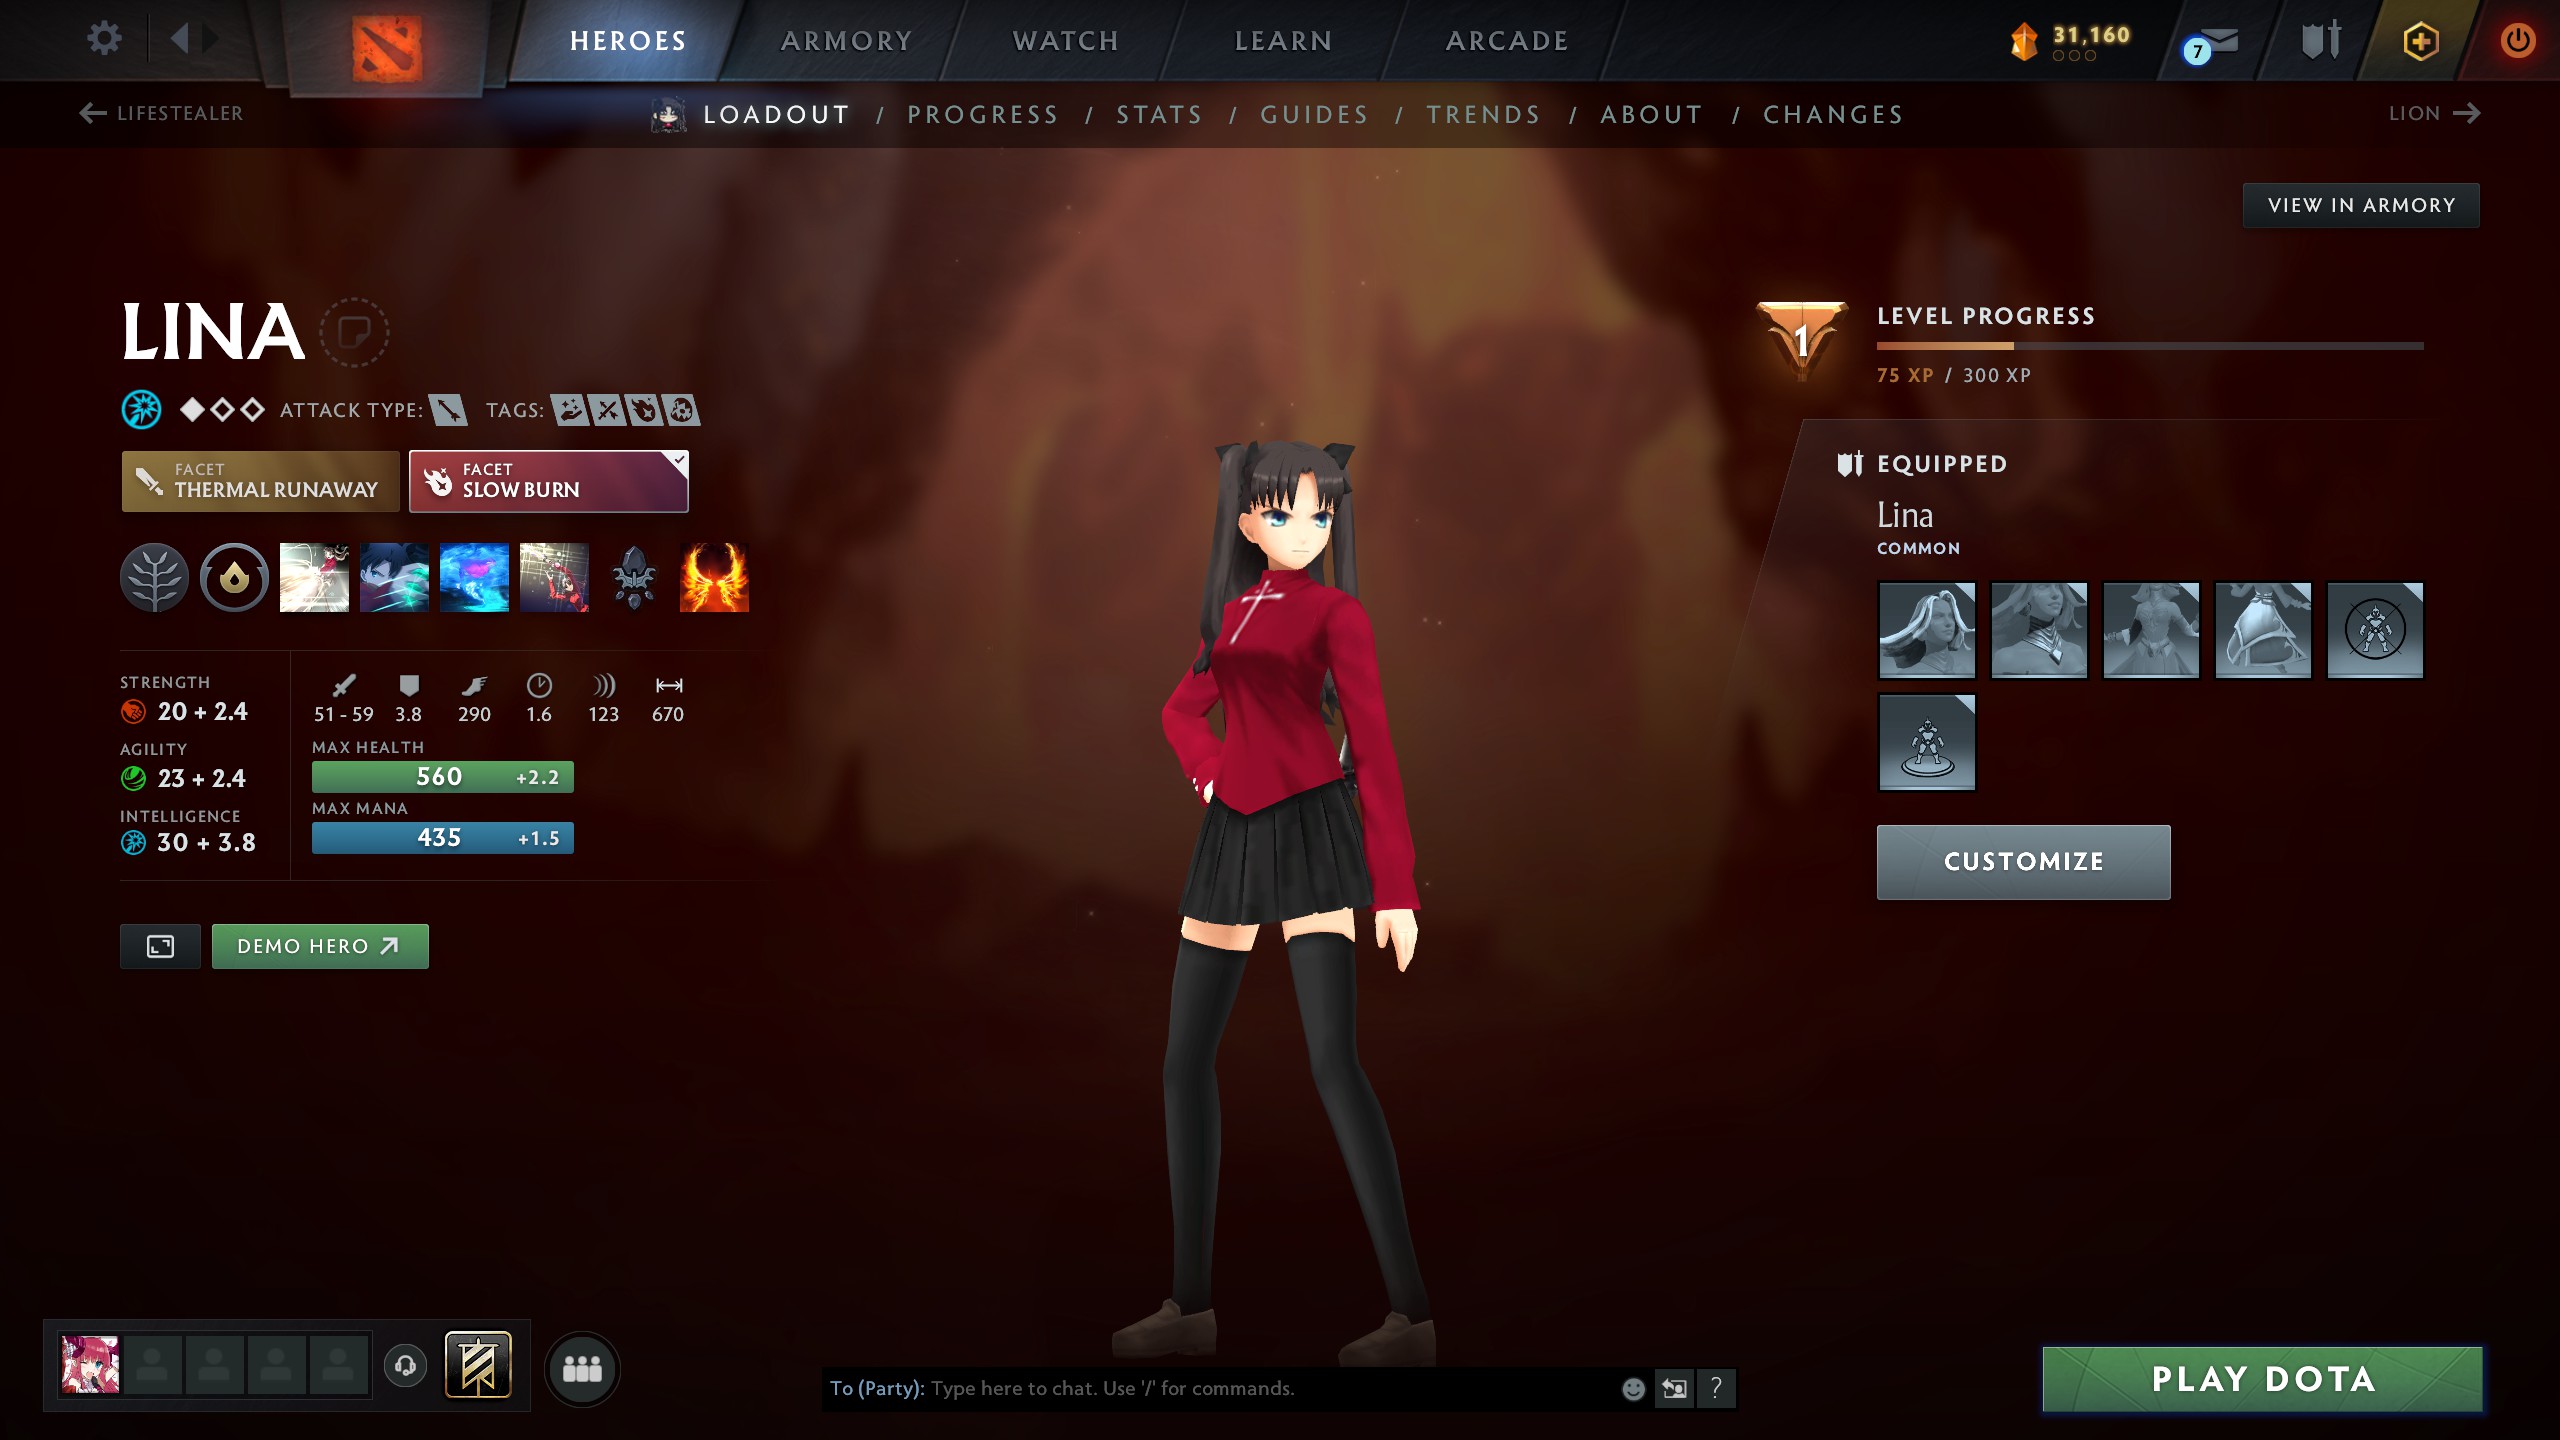 HEROES
ARMORY
WATCH
LEARN
ARCADE
31,160
7
LIFESTEALER
LOADOUT / PROGRESS / STATS / GUIDES / TRENDS / ABOUT / CHANGES
LION
VIEW IN ARMORY
LINA
ATTACK TYPE:
TAGS:
FACET
THERMAL RUNAWAY
FACET
SLOW BURN
STRENGTH
20 + 2.4
AGILITY
23 + 2.4
INTELLIGENCE
30 + 3.8
51 - 59
3.8
290
1.6
123
670
MAX HEALTH
560 +2.2
MAX MANA
435 +1.5
DEMO HERO
1
LEVEL PROGRESS
75 XP / 300 XP
EQUIPPED
Lina
COMMON
CUSTOMIZE
To (Party): Type here to chat. Use '/' for commands.
?
PLAY DOTA